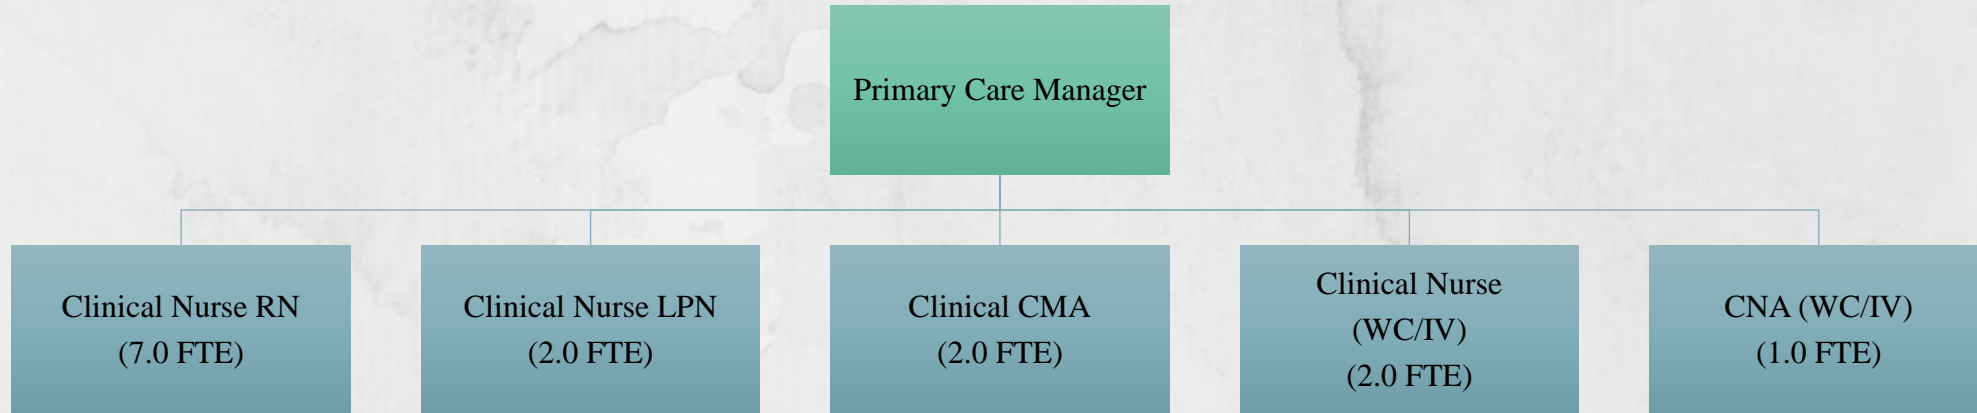 Primary Care Manager
Clinical Nurse RN
(7.0 FTE)
Clinical Nurse LPN
(2.0 FTE)
Clinical CMA
(2.0 FTE)
Clinical Nurse
(WC/IV)
(2.0 FTE)
CNA (WC/IV)
(1.0 FTE)